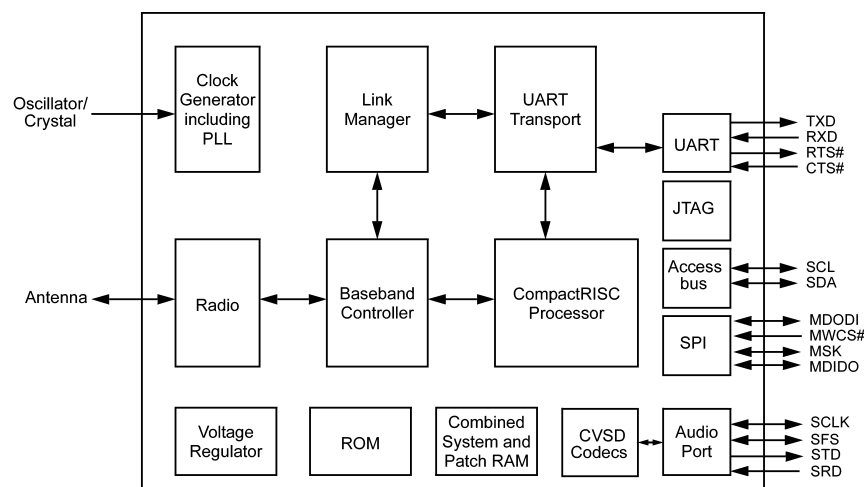 Oscillator/
Crystal
Clock
Generator
including
PLL
Link
Manager
UART
Transport
UART
TXD
RXD
RTS#
CTS#
JTAG
Antenna
Radio
Baseband
Controller
CompactRISC
Processor
Access
bus
SCL
SDA
SPI
MDODI
MWCS#
MSK
MDIDO
Voltage
Regulator
ROM
Combined
System and
Patch RAM
CVSD
Codecs
Audio
Port
SCLK
SFS
STD
SRD